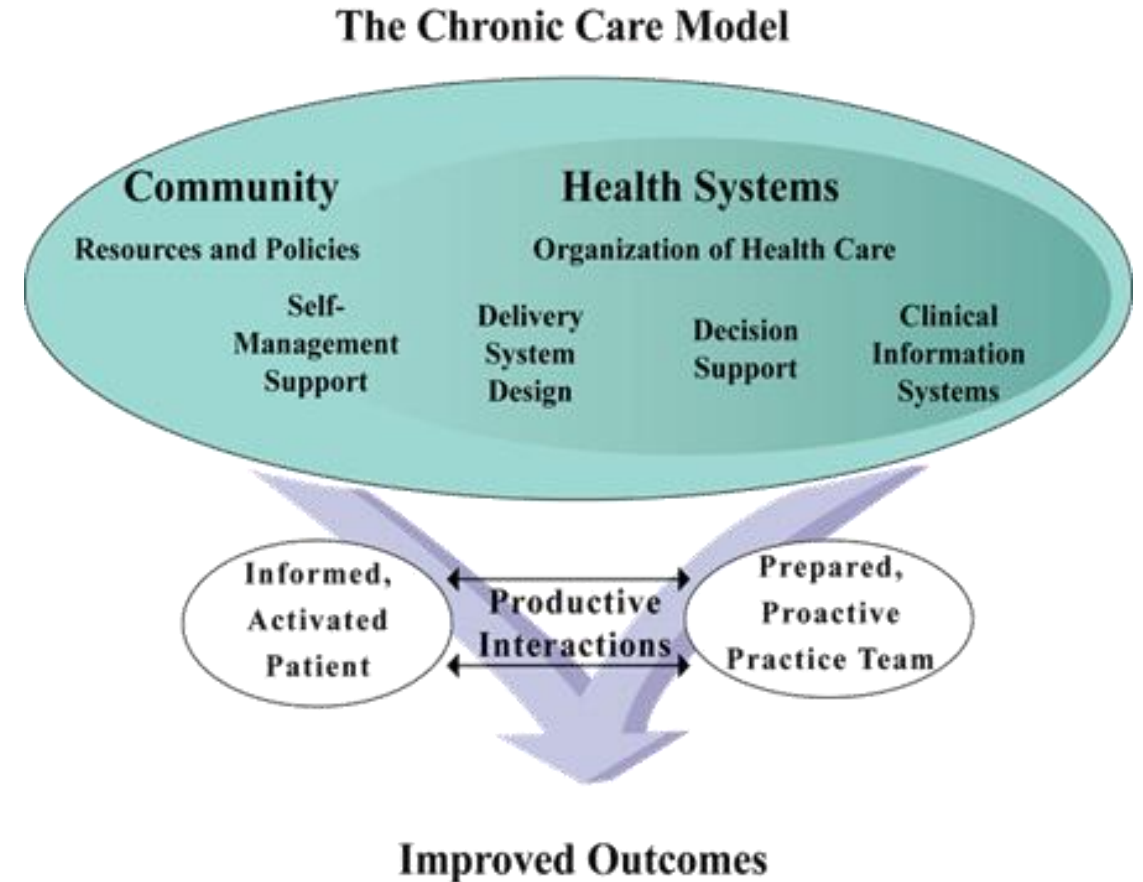 The Chronic Care Model
Community
Resources and Policies
Health Systems
Organization of Health Care
Self-
Management
Support
Delivery
System
Design
Decision
Support
Clinical
Information
Systems
Informed,
Activated
Patient
Productive
Interactions
Prepared,
Proactive
Practice Team
Improved Outcomes